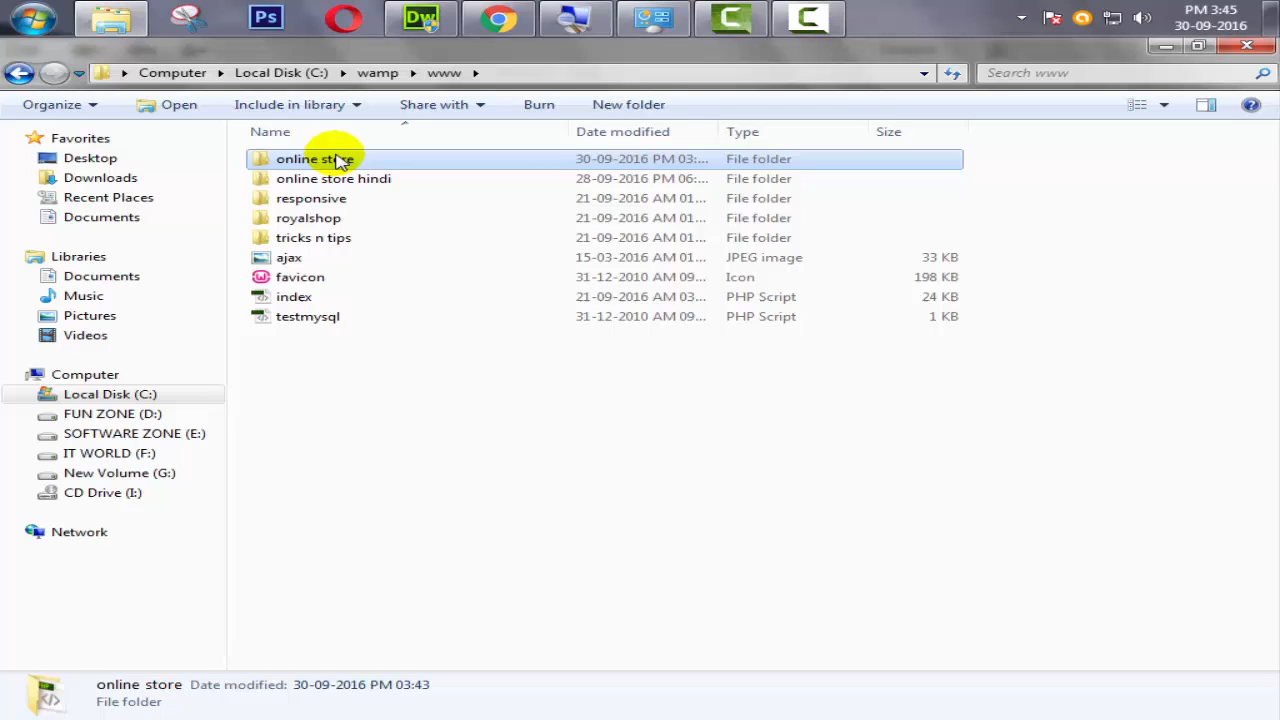 Ps
Dw
PM 3:45
30-09-2016
Computer
Local Disk (C:)
wamp
www
Search www
Organize
Open
Include in library
Share with
Burn
New folder
Name
Date modified
Type
Size
Favorites
Desktop
Downloads
Recent Places
Documents
Libraries
Documents
Music
Pictures
Videos
Computer
Local Disk (C:)
FUN ZONE (D:)
SOFTWARE ZONE (E:)
IT WORLD (F:)
New Volume (G:)
CD Drive (I:)
Network
online store 30-09-2016 PM 03:... File folder
online store hindi 28-09-2016 PM 06:... File folder
responsive 21-09-2016 AM 01... File folder
royalshop 21-09-2016 AM 01... File folder
tricks n tips 21-09-2016 AM 01... File folder
ajax 15-03-2016 AM 01... JPEG image 33 KB
favicon 31-12-2010 AM 09... Icon 198 KB
index 21-09-2016 AM 03... PHP Script 24 KB
testmysql 31-12-2010 AM 09... PHP Script 1 KB
online store Date modified: 30-09-2016 PM 03:43
File folder